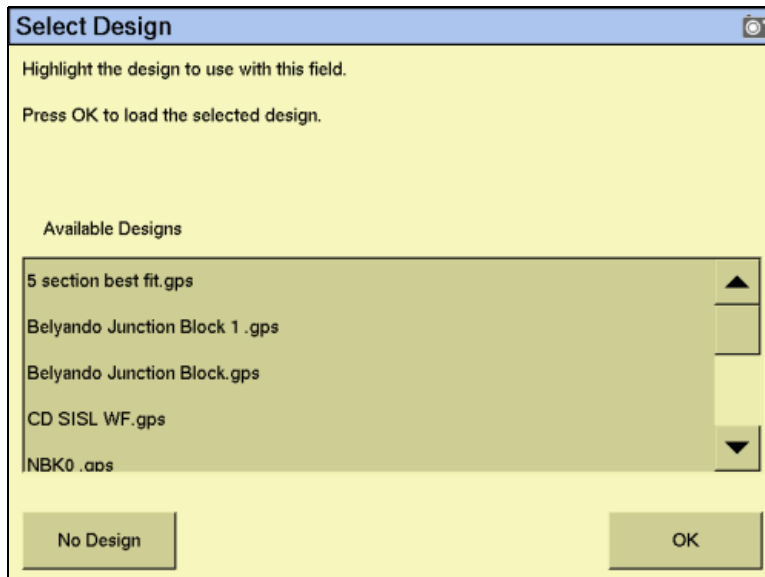 Select Design
Highlight the design to use with this field.
Press OK to load the selected design.
Available Designs
5 section best fit.gps
Belyando Junction Block 1 .gps
Belyando Junction Block.gps
CD SISL WF.gps
NBK0 .gps
No Design
OK